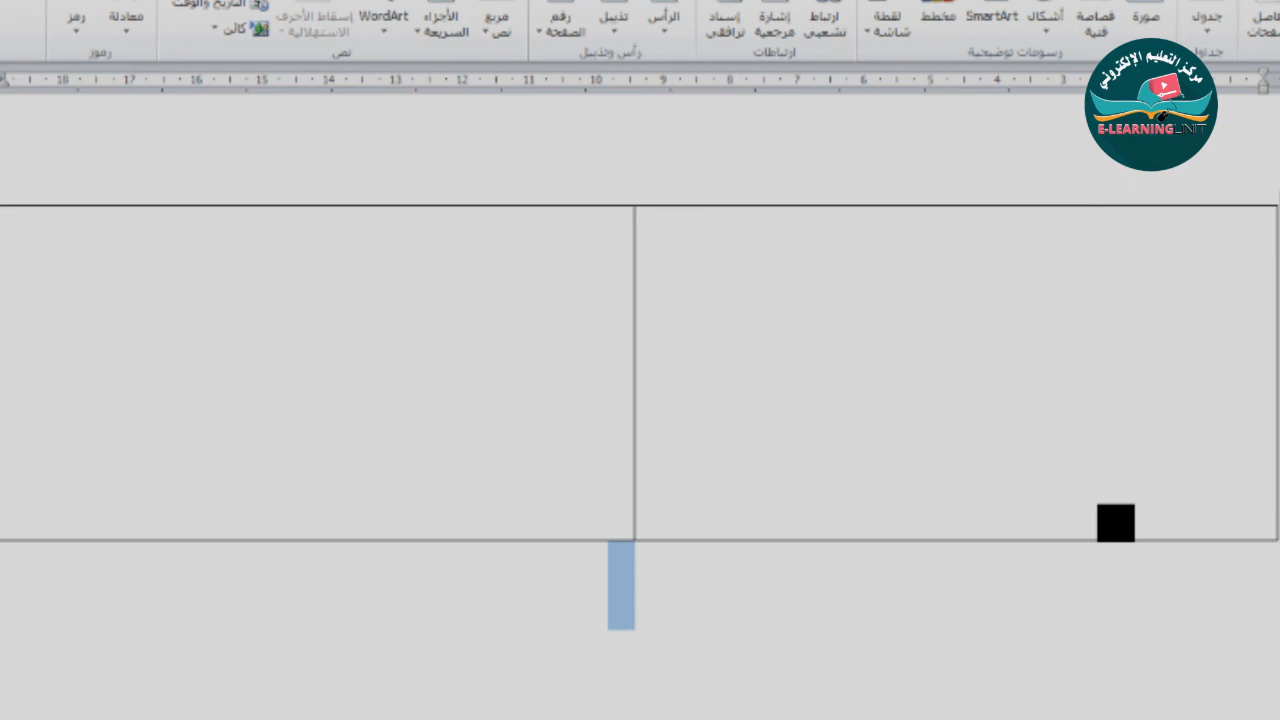 فاصل جدول صورة قصاصة أشكال SmartArt مخطط لقطة ارتباط إشارة إسناد الرأس تذييل رقم مربع الأجزاء WordArt إسقاط الأحرف التاريخ والوقت معادلة رمز
صفحات فنية شاشة تشعبي مرجعية ترافقي الصفحة نص السريعة الاستهلالية كائن
جداول رسومات توضيحية ارتباطات رأس وتذييل نص رموز
3 4 5 6 7 8 9 10 11 12 13 14 15 16 17 18
مركز التعليم الإلكتروني
E-LEARNING UNIT